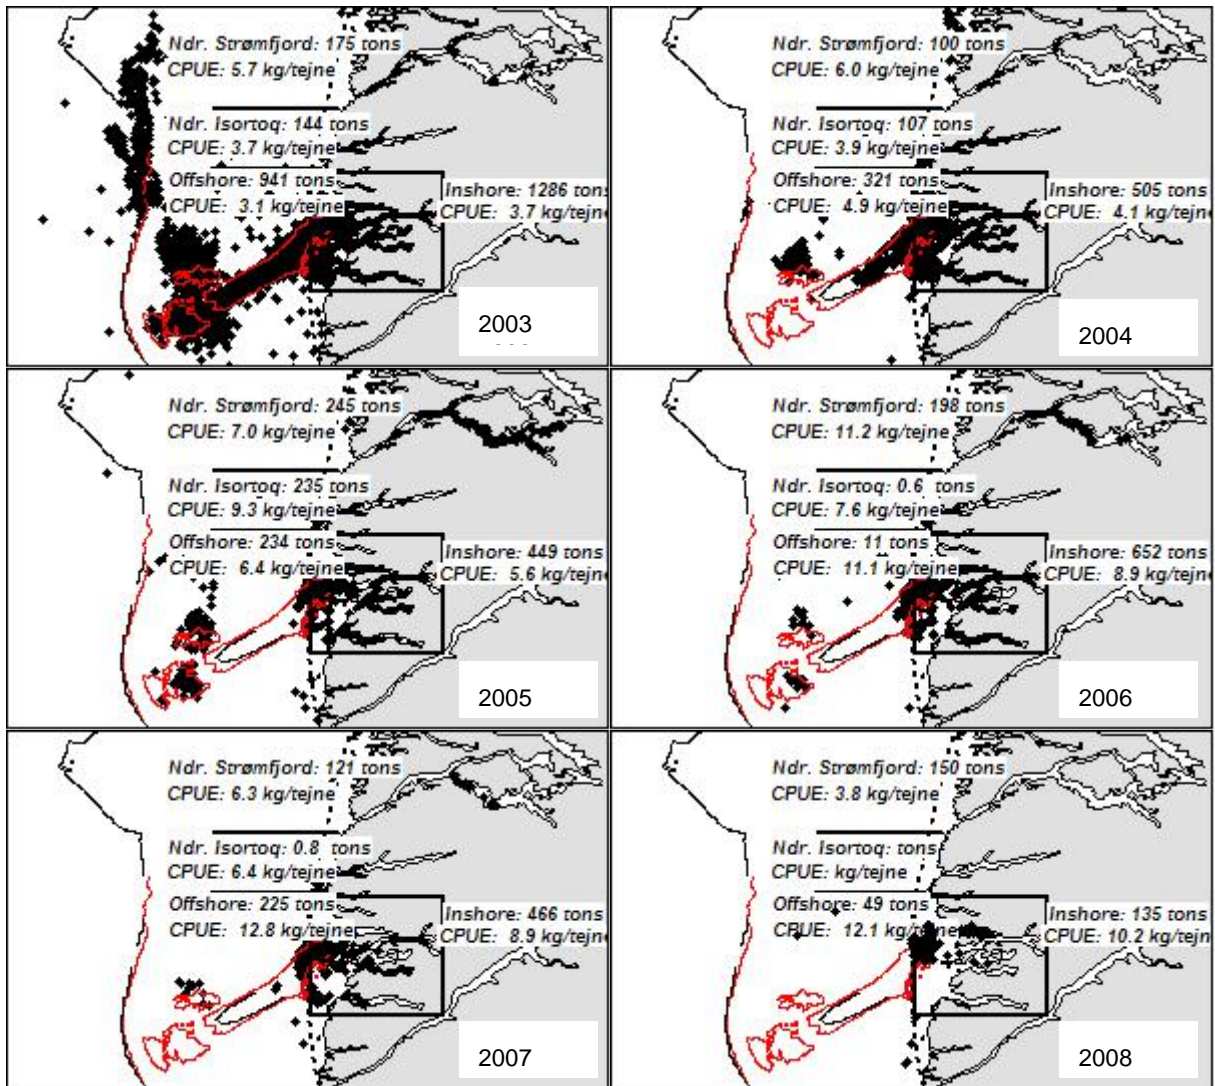 Ndr. Strømfjord: 175 tons
CPUE: 5.7 kg/tejne
Ndr. Isortoq: 144 tons
CPUE: 3.7 kg/tejne
Offshore: 941 tons
CPUE: 3.1 kg/tejne
Inshore: 1286 tons
CPUE: 3.7 kg/tejne
2003
Ndr. Strømfjord: 100 tons
CPUE: 6.0 kg/tejne
Ndr. Isortoq: 107 tons
CPUE: 3.9 kg/tejne
Offshore: 321 tons
CPUE: 4.9 kg/tejne
Inshore: 505 tons
CPUE: 4.1 kg/tejne
2004
Ndr. Strømfjord: 245 tons
CPUE: 7.0 kg/tejne
Ndr. Isortoq: 235 tons
CPUE: 9.3 kg/tejne
Offshore: 234 tons
CPUE: 6.4 kg/tejne
Inshore: 449 tons
CPUE: 5.6 kg/tejne
2005
Ndr. Strømfjord: 198 tons
CPUE: 11.2 kg/tejne
Ndr. Isortoq: 0.6 tons
CPUE: 7.6 kg/tejne
Offshore: 11 tons
CPUE: 11.1 kg/tejne
Inshore: 652 tons
CPUE: 8.9 kg/tejne
2006
Ndr. Strømfjord: 121 tons
CPUE: 6.3 kg/tejne
Ndr. Isortoq: 0.8 tons
CPUE: 6.4 kg/tejne
Offshore: 225 tons
CPUE: 12.8 kg/tejne
Inshore: 466 tons
CPUE: 8.9 kg/tejne
2007
Ndr. Strømfjord: 150 tons
CPUE: 3.8 kg/tejne
Ndr. Isortoq: tons
CPUE: kg/tejne
Offshore: 49 tons
CPUE: 12.1 kg/tejne
Inshore: 135 tons
CPUE: 10.2 kg/tejn
2008